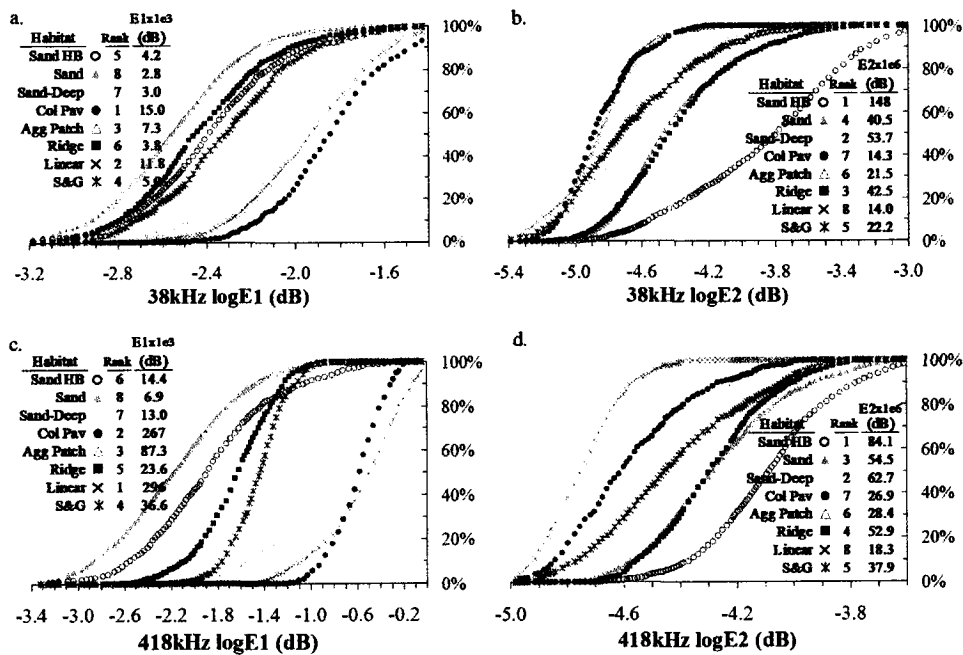 a.
E1x1e3
Habitat Rank (dB)
Sand HB 5 4.2
Sand 8 2.8
Sand-Deep 7 3.0
Col Pav 1 15.0
Agg Patch 3 7.3
Ridge 6 3.8
Linear 2 11.8
S&G 4 5.0
100%
80%
60%
40%
20%
0%
-3.2 -2.8 -2.4 -2.0 -1.6
38kHz logE1 (dB)
b.
E2x1e6
Habitat Rank (dB)
Sand HB 1 148
Sand 4 40.5
Sand-Deep 2 53.7
Col Pav 7 14.3
Agg Patch 6 21.5
Ridge 3 42.5
Linear 8 14.0
S&G 5 22.2
100%
80%
60%
40%
20%
0%
-5.4 -5.0 -4.6 -4.2 -3.8 -3.4 -3.0
38kHz logE2 (dB)
c.
E1x1e3
Habitat Rank (dB)
Sand HB 6 14.4
Sand 8 6.9
Sand-Deep 7 13.0
Col Pav 2 267
Agg Patch 3 87.3
Ridge 5 23.6
Linear 1
S&G 4 36.6
100%
80%
60%
40%
20%
0%
-3.4 -3.0 -2.6 -2.2 -1.8 -1.4 -1.0 -0.6 -0.2
418kHz logE1 (dB)
d.
E2x1e6
Habitat Rank (dB)
Sand HB 1 84.1
Sand 3 54.5
Sand-Deep 2 62.7
Col Pav 7 26.9
Agg Patch 6 28.4
Ridge 4 52.9
Linear 8 18.3
S&G 5 37.9
100%
80%
60%
40%
20%
0%
-5.0 -4.6 -4.2 -3.8
418kHz logE2 (dB)